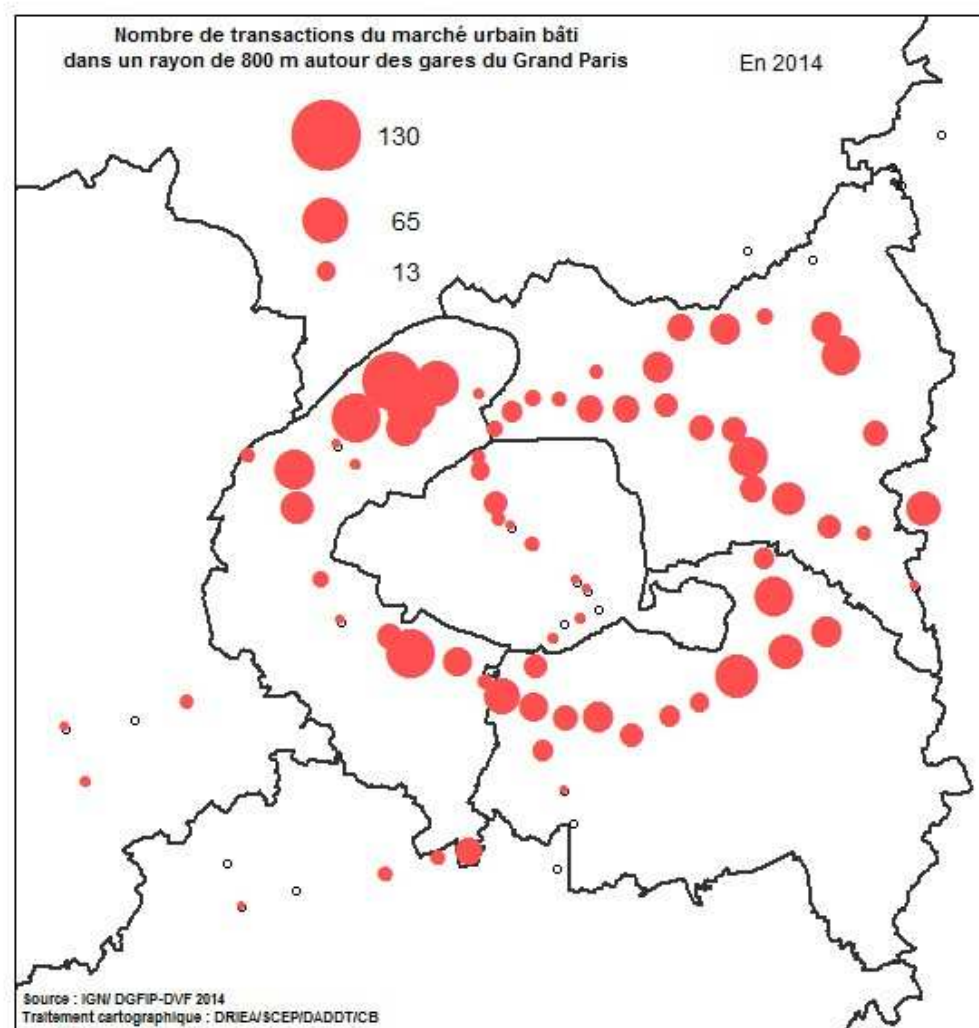 Nombre de transactions du marché urbain bâti
dans un rayon de 800 m autour des gares du Grand Paris
En 2014
130
65
13
Source : IGN/ DGFIP-DVF 2014
Traitement cartographique : DRIEA/SCEP/DADDT/CB